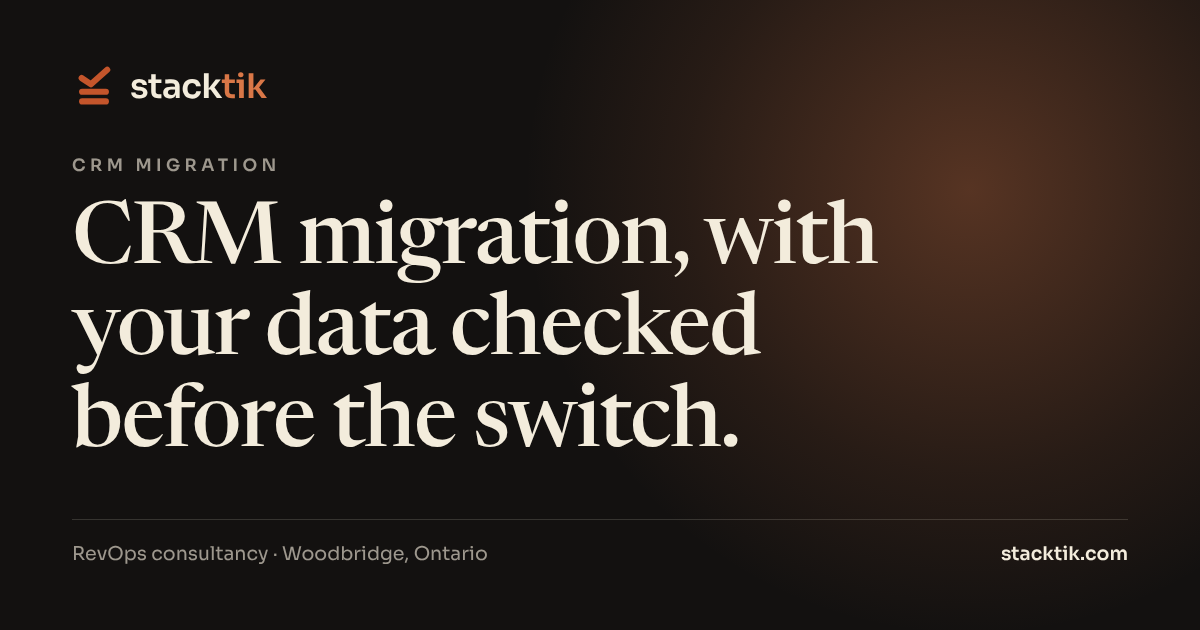 stacktik
CRM MIGRATION
CRM migration, with
your data checked
before the switch.
RevOps consultancy · Woodbridge, Ontario
stacktik.com